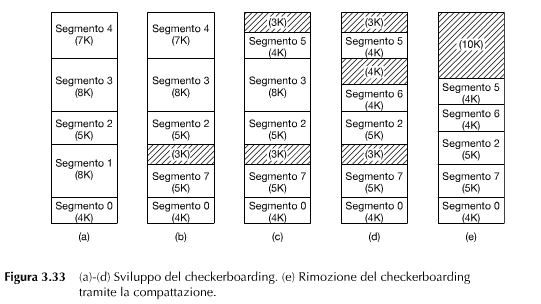 Segmento 4
(7K)
Segmento 3
(8K)
Segmento 2
(5K)
Segmento 1
(8K)
Segmento 0
(4K)
(a)
Segmento 4
(7K)
Segmento 3
(8K)
Segmento 2
(5K)
(3K)
Segmento 7
(5K)
Segmento 0
(4K)
(b)
(3K)
Segmento 5
(4K)
Segmento 3
(8K)
Segmento 2
(5K)
(3K)
Segmento 7
(5K)
Segmento 0
(4K)
(c)
(3K)
Segmento 5
(4K)
(4K)
Segmento 6
(4K)
Segmento 2
(5K)
(3K)
Segmento 7
(5K)
Segmento 0
(4K)
(d)
(10K)
Segmento 5
(4K)
Segmento 6
(4K)
Segmento 2
(5K)
Segmento 7
(5K)
Segmento 0
(4K)
(e)
Figura 3.33 (a)-(d) Sviluppo del checkerboarding. (e) Rimozione del checkerboarding
tramite la compattazione.